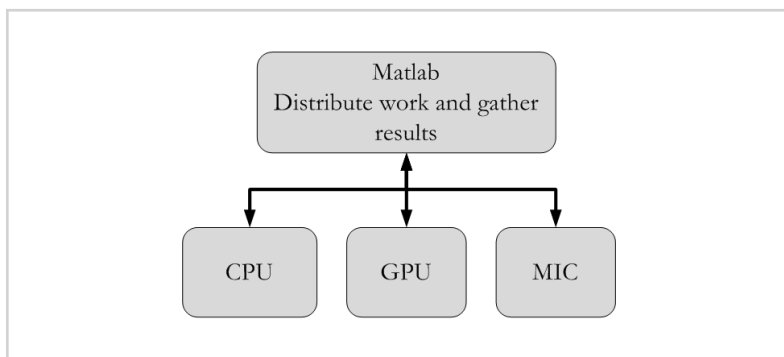 Matlab
Distribute work and gather
results
CPU
GPU
MIC